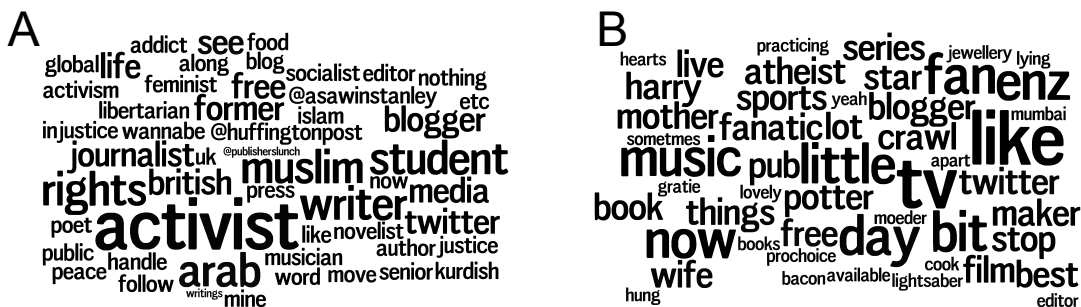 A
addict see food
global life along blog
activism feminist free socialist editor nothing
libertarian former @asawinstanley etc
injustice wannabe @huffingtonpost islam blogger
journalist uk @publisherslunch muslim student
rights british press now media
activist writer twitter
poet like novelist
public handle musician author justice
peace follow arab word move senior kurdish
writings mine
B
practicing series jewellery lying
hearts live atheist star fan enz
harry sports yeah blogger mumbai
mother fanatic lot crawl like
sometmes music pub little apart tv twitter
gratie lovely potter
book things moeder maker
now books free day bit stop
prochoice
wife bacon available lightsaber cook film best
hung editor